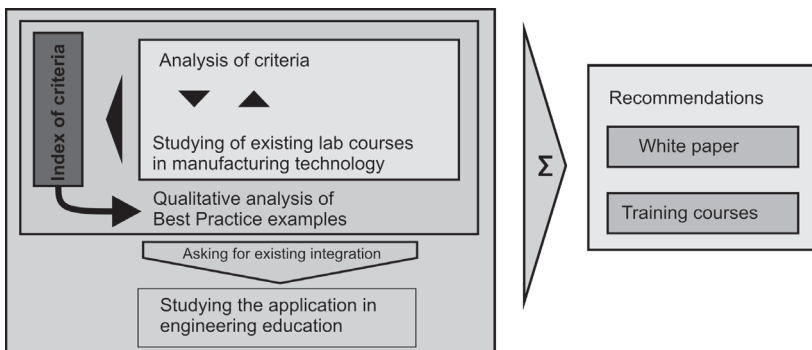 Index of criteria
Analysis of criteria
Studying of existing lab courses
in manufacturing technology
Qualitative analysis of
Best Practice examples
Asking for existing integration
Studying the application in
engineering education
Σ
Recommendations
White paper
Training courses